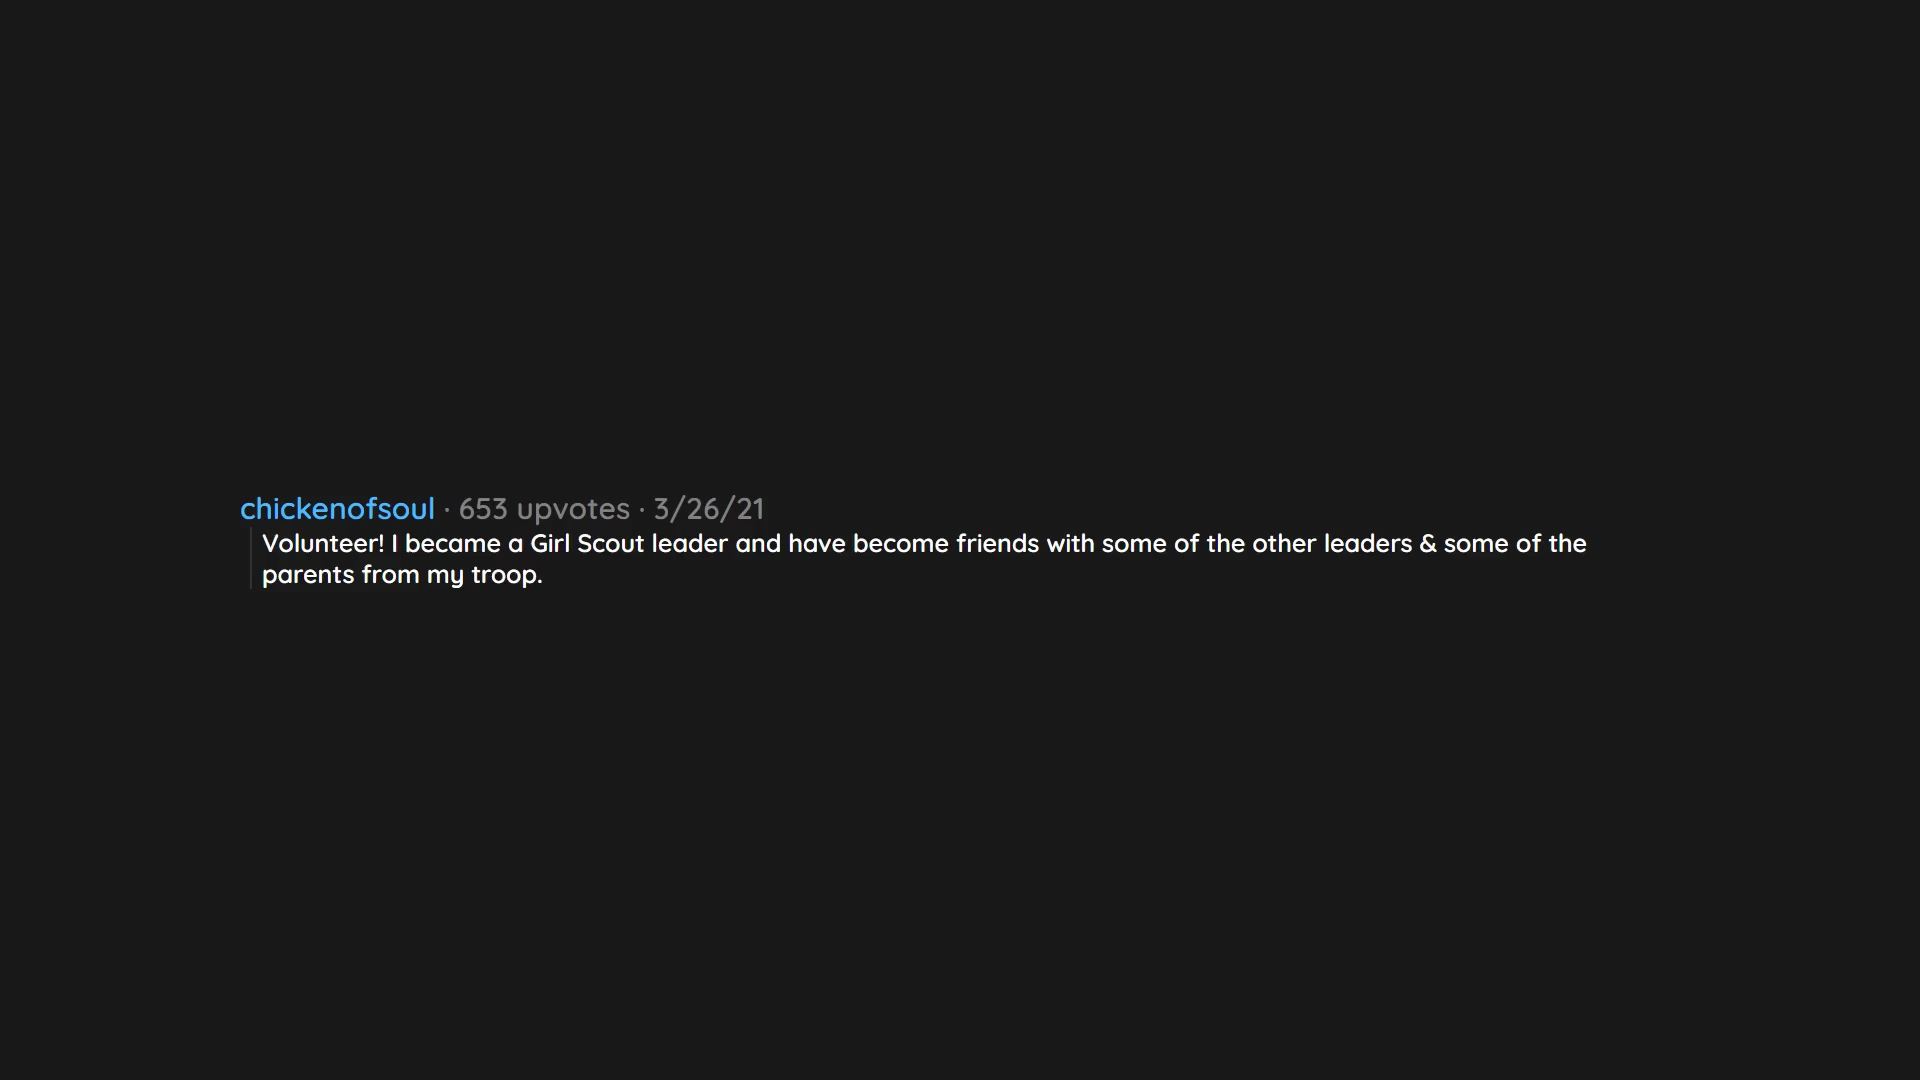 chickenofsoul · 653 upvotes · 3/26/21
Volunteer! I became a Girl Scout leader and have become friends with some of the other leaders & some of the
parents from my troop.